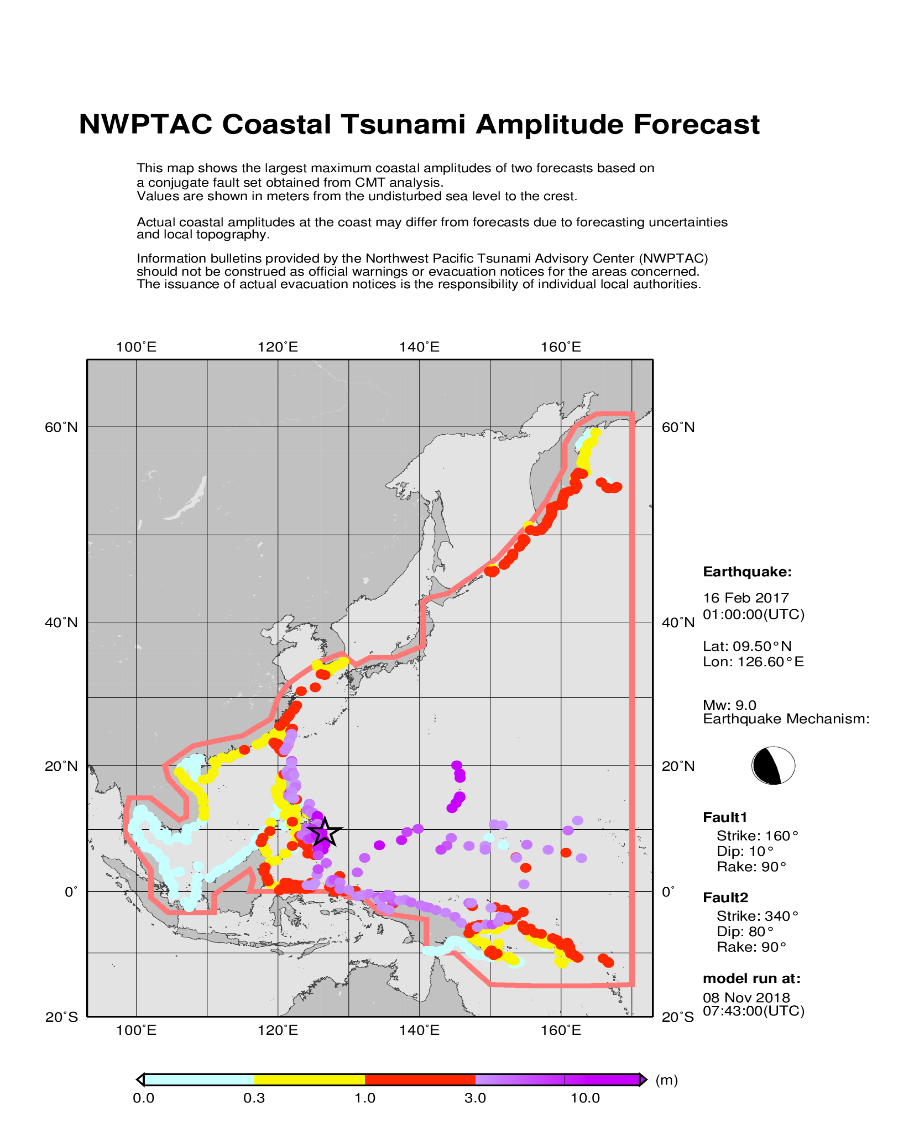 NWPTAC Coastal Tsunami Amplitude Forecast
This map shows the largest maximum coastal amplitudes of two forecasts based on
a conjugate fault set obtained from CMT analysis.
Values are shown in meters from the undisturbed sea level to the crest.
Actual coastal amplitudes at the coast may differ from forecasts due to forecasting uncertainties
and local topography.
Information bulletins provided by the Northwest Pacific Tsunami Advisory Center (NWPTAC)
should not be construed as official warnings or evacuation notices for the areas concerned.
The issuance of actual evacuation notices is the responsibility of individual local authorities.
100˚E 120˚E 140˚E 160˚E
60˚N 60˚N
40˚N 40˚N
20˚N 20˚N
0˚ 0˚
20˚S 20˚S
100˚E 120˚E 140˚E 160˚E
Earthquake:
16 Feb 2017
01:00:00(UTC)
Lat: 09.50°N
Lon: 126.60°E
Mw: 9.0
Earthquake Mechanism:
Fault1
Strike: 160°
Dip: 10°
Rake: 90°
Fault2
Strike: 340°
Dip: 80°
Rake: 90°
model run at:
08 Nov 2018
07:43:00(UTC)
(m)
0.0 0.3 1.0 3.0 10.0